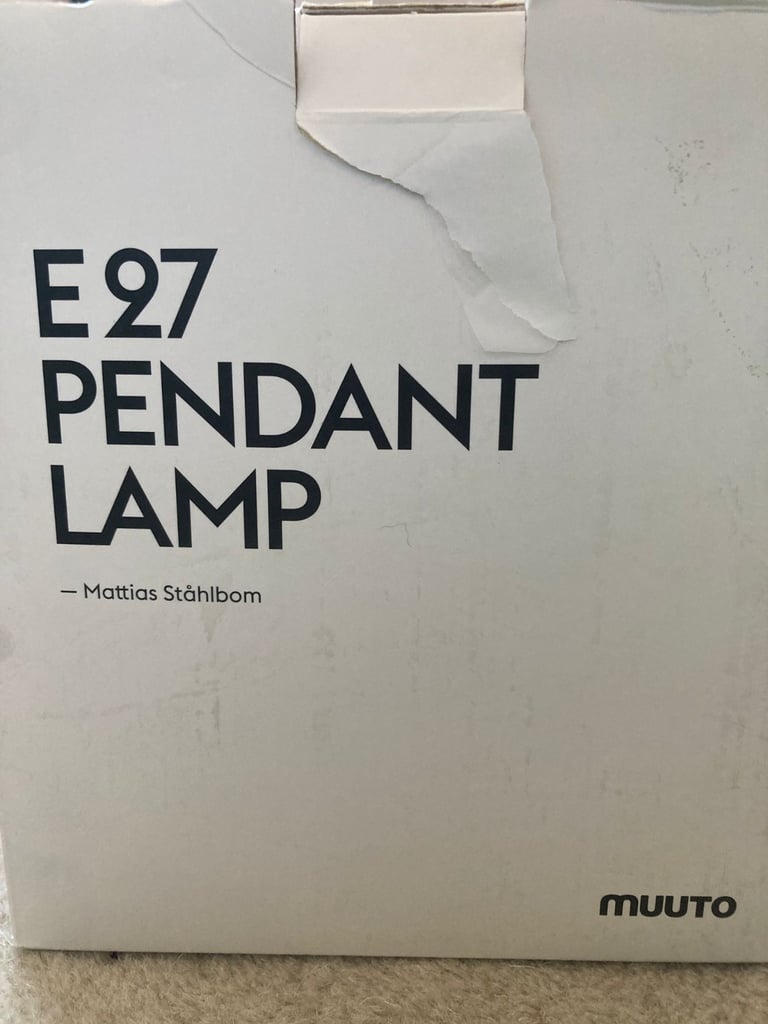 E27
PENDANT
LAMP
— Mattias Ståhlbom
muuto